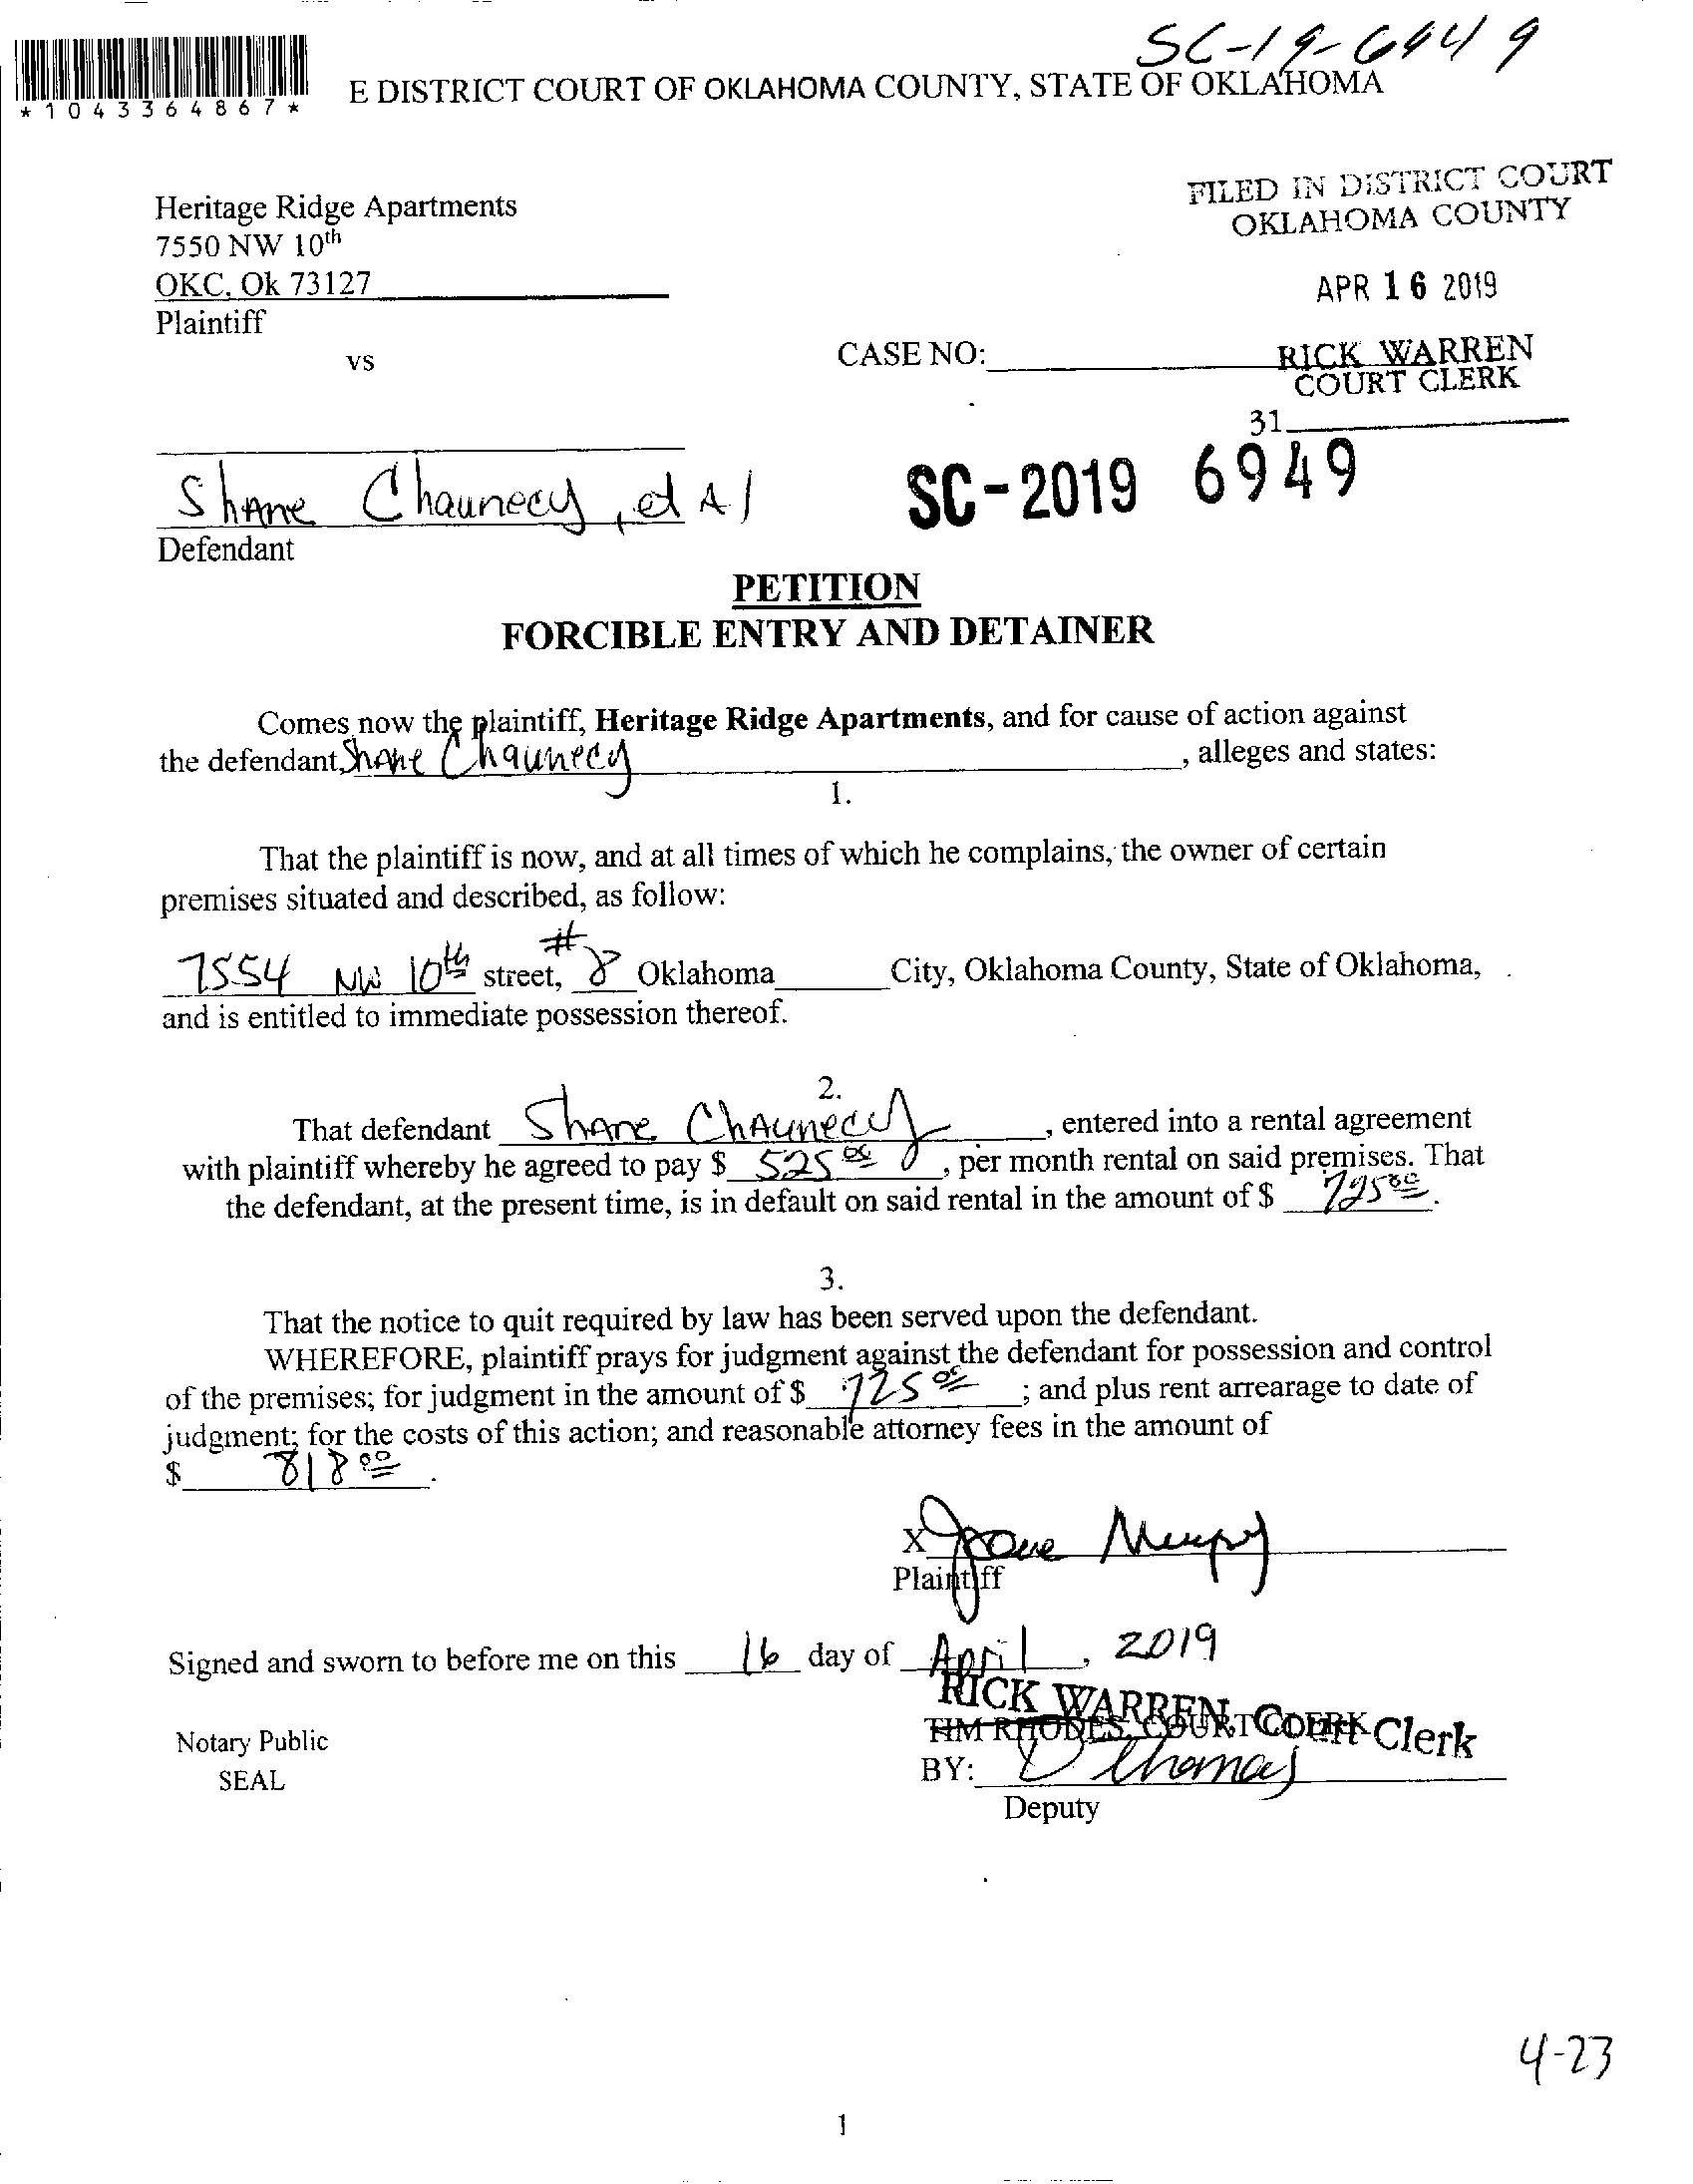 SC-19-6949
*1043364867*
E DISTRICT COURT OF OKLAHOMA COUNTY, STATE OF OKLAHOMA
FILED IN DISTRICT COURT
OKLAHOMA COUNTY
Heritage Ridge Apartments
7550 NW 10th
OKC, Ok 73127
APR 16 2019
Plaintiff
vs
CASE NO:
RICK WARREN
COURT CLERK
31
Shane Chaunecy, et Al
SC-2019 6949
Defendant
PETITION
FORCIBLE ENTRY AND DETAINER
Comes now the plaintiff, Heritage Ridge Apartments, and for cause of action against
the defendant, Shane Chaunecy, alleges and states:
1.
That the plaintiff is now, and at all times of which he complains, the owner of certain
premises situated and described, as follow:
7554 NW 10th street, #8 Oklahoma City, Oklahoma County, State of Oklahoma,
and is entitled to immediate possession thereof.
2.
That defendant Shane Chaunecy, entered into a rental agreement
with plaintiff whereby he agreed to pay $ 525 00, per month rental on said premises. That
the defendant, at the present time, is in default on said rental in the amount of $ 725 00.
3.
That the notice to quit required by law has been served upon the defendant.
WHEREFORE, plaintiff prays for judgment against the defendant for possession and control
of the premises; for judgment in the amount of $ 725 00; and plus rent arrearage to date of
judgment; for the costs of this action; and reasonable attorney fees in the amount of
$ 818 00.
X
Plaintiff
Signed and sworn to before me on this 16 day of April, 2019
RICK WARREN, Court Clerk
TIM RHODES, COURT CLERK
Notary Public
BY: D Thomas
SEAL
Deputy
4-23
1